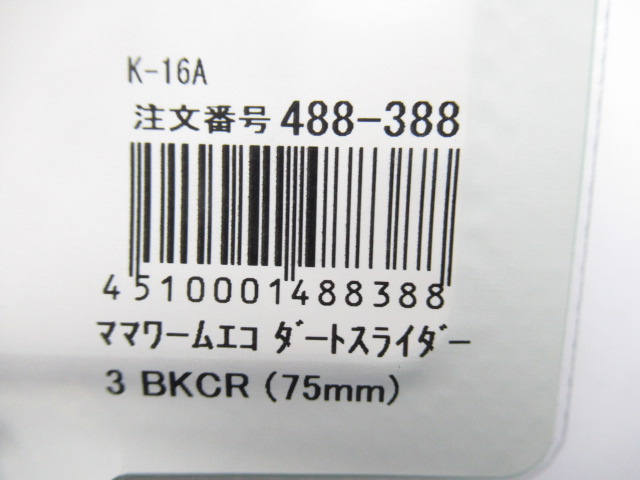 K-16A
注文番号 488-388
4510001488388
ママワームエコ ダートスライダー
3 BKCR (75mm)